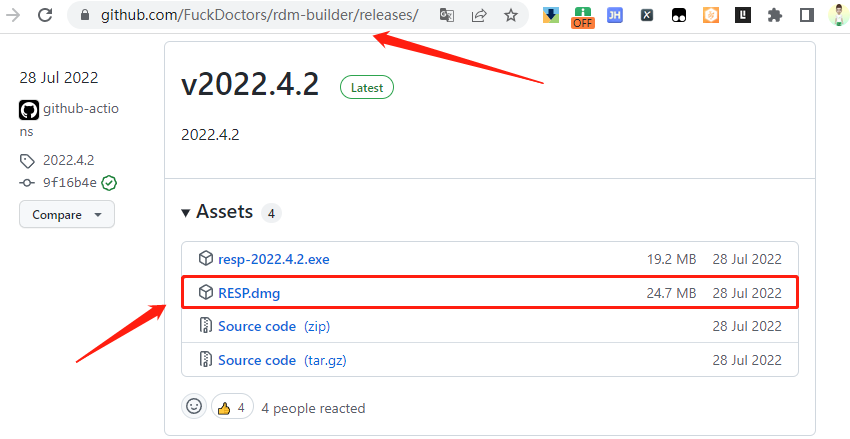 github.com/FuckDoctors/rdm-builder/releases/
OFF
JH
X
LI
28 Jul 2022
github-actio
ns
2022.4.2
9f16b4e
Compare
v2022.4.2
Latest
2022.4.2
Assets 4
resp-2022.4.2.exe 19.2 MB 28 Jul 2022
RESP.dmg 24.7 MB 28 Jul 2022
Source code (zip) 28 Jul 2022
Source code (tar.gz) 28 Jul 2022
4 4 people reacted